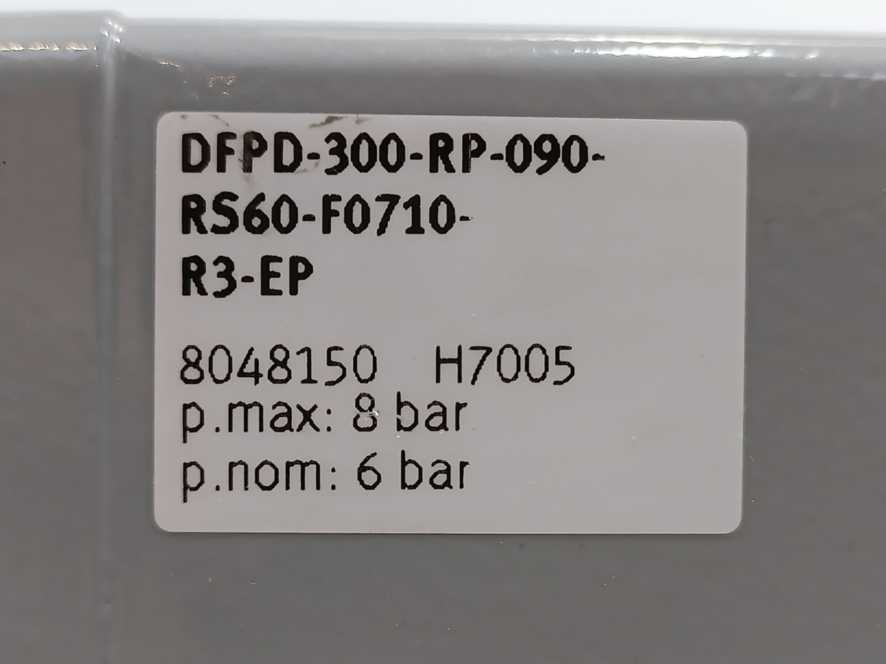 DFPD-300-RP-090-
RS60-F0710-
R3-EP
8048150 H7005
p.max: 8 bar
p.nom: 6 bar